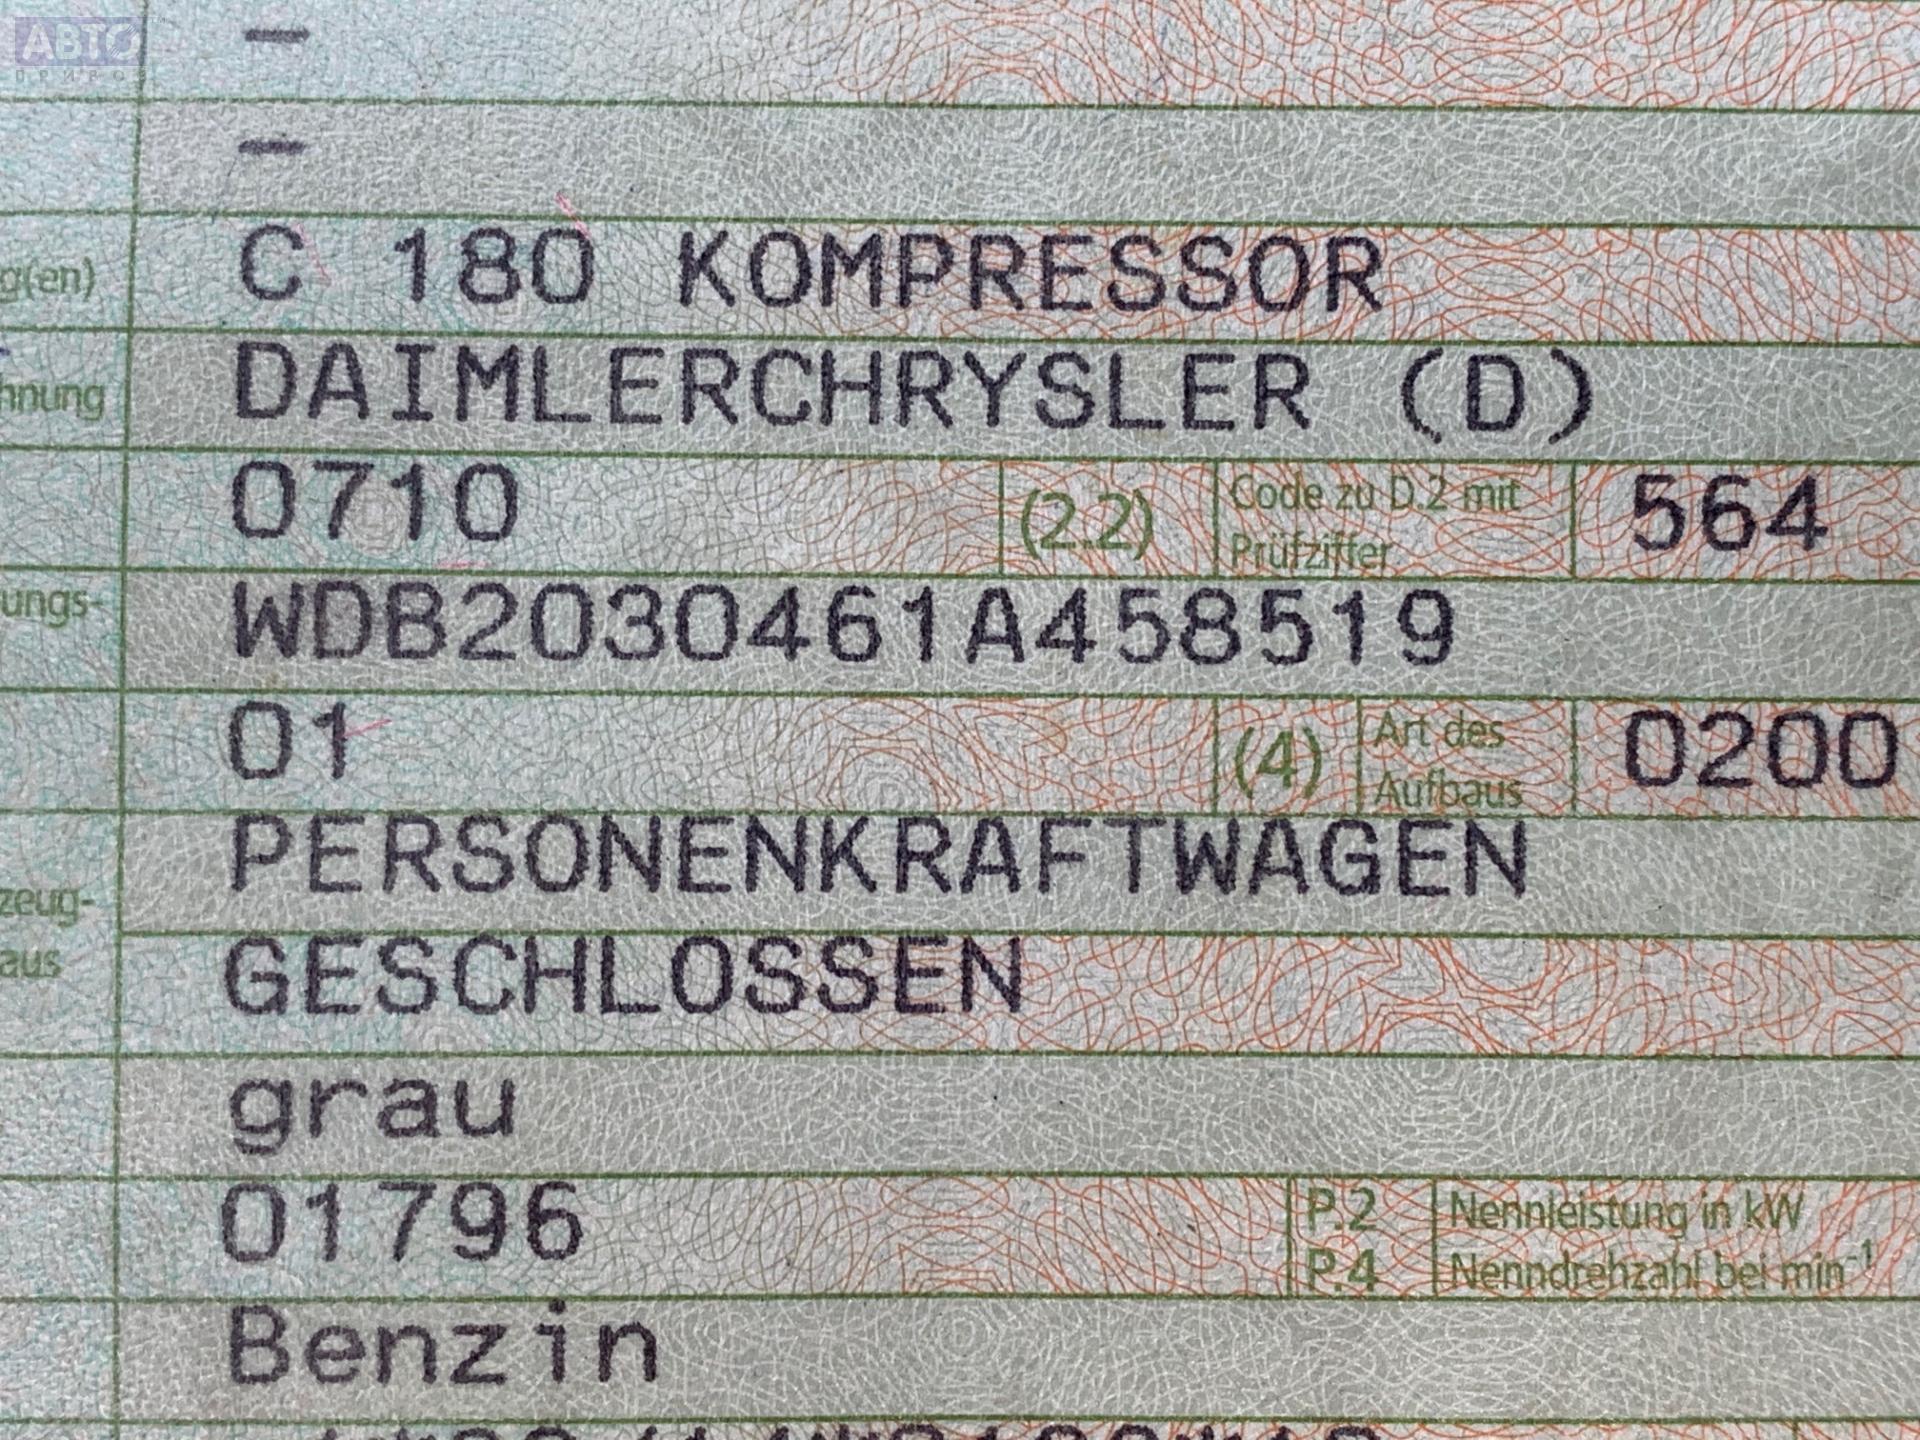 АВТО
ПРИВОЗ
–
–
g(en) C 180 KOMPRESSOR
hnung DAIMLERCHRYSLER (D)
0710 (2.2) Code zu D.2 mit Prüfziffer 564
ungs- WDB2030461A458519
01 (4) Art des Aufbaus 0200
PERSONENKRAFTWAGEN
zeug-
aus GESCHLOSSEN
grau
01796 P.2 Nennleistung in kW
P.4 Nenndrehzahl bei min-1
Benzin